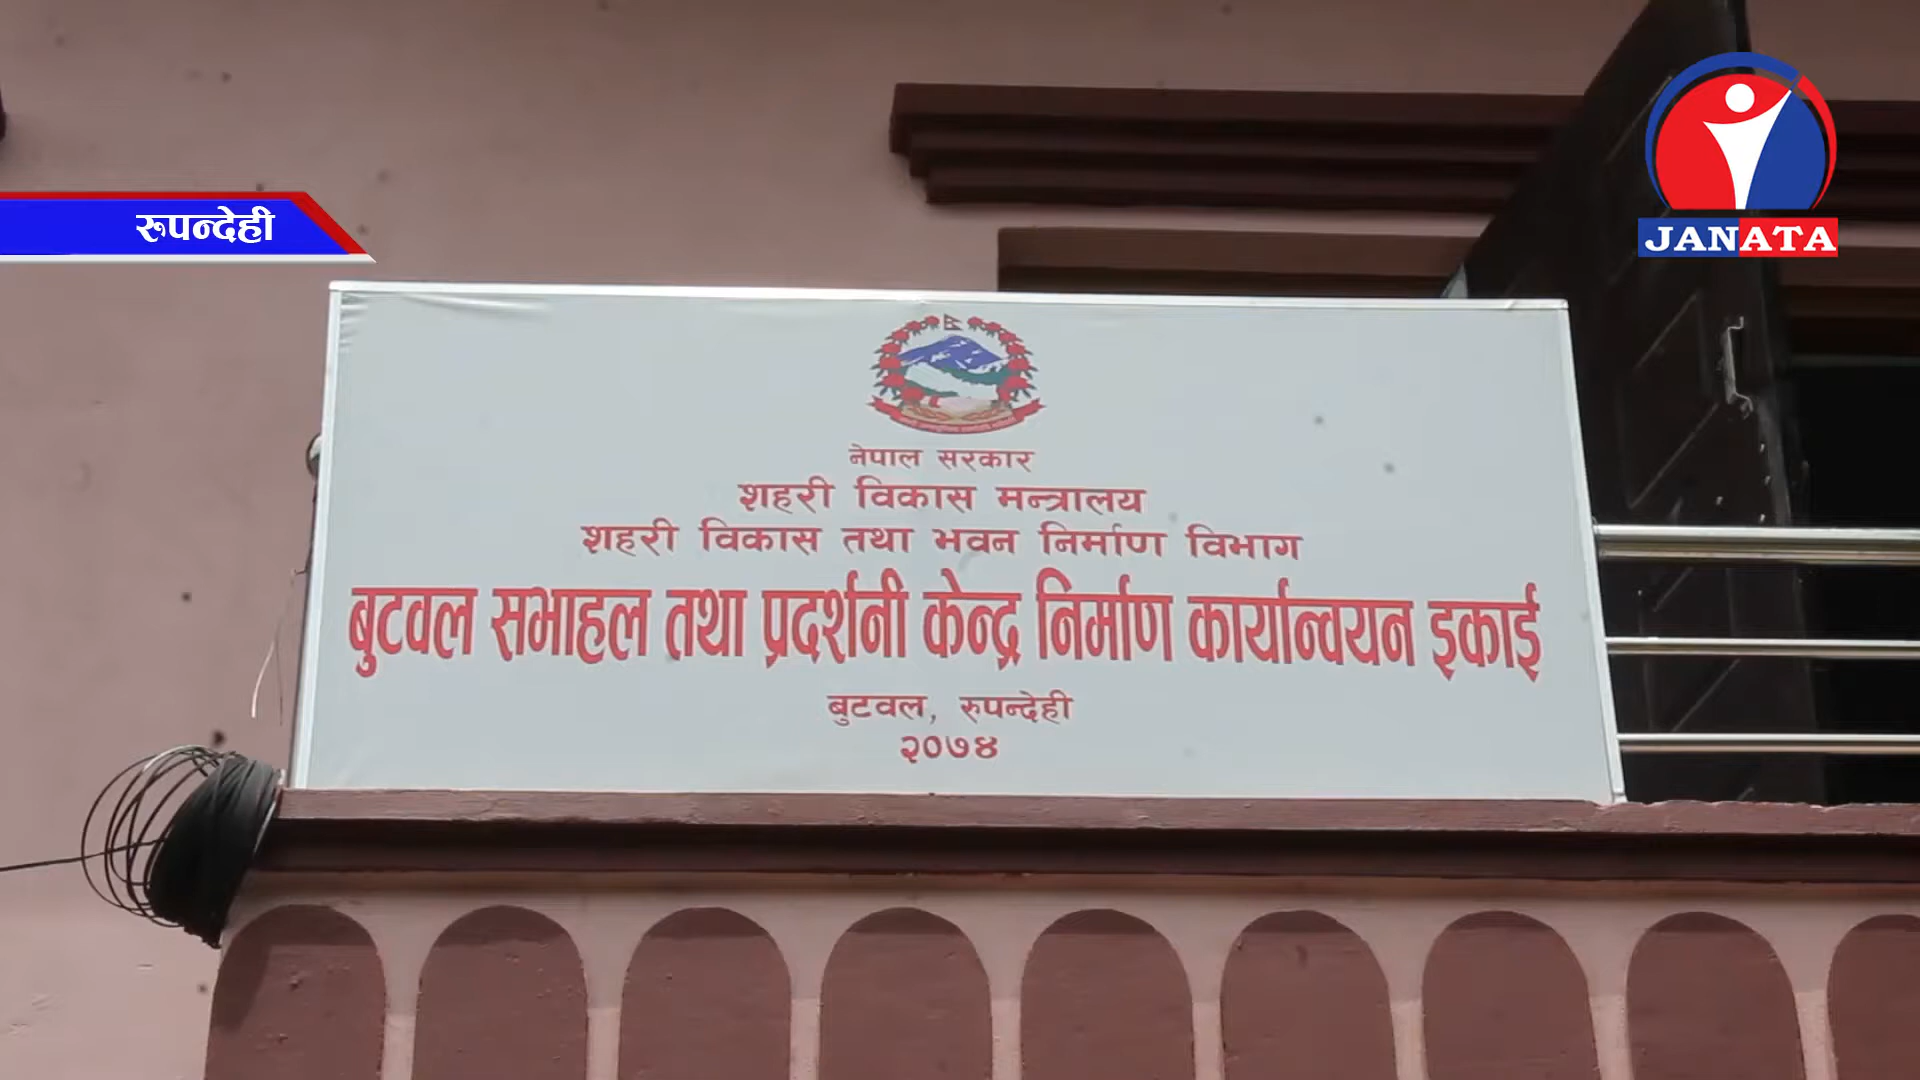 रूपन्देही
JANATA
नेपाल सरकार
शहरी विकास मन्त्रालय
शहरी विकास तथा भवन निर्माण विभाग
बुटवल सभाहल तथा प्रदर्शनी केन्द्र निर्माण कार्यान्वयन इकाई
बुटवल, रुपन्देही
२०७४